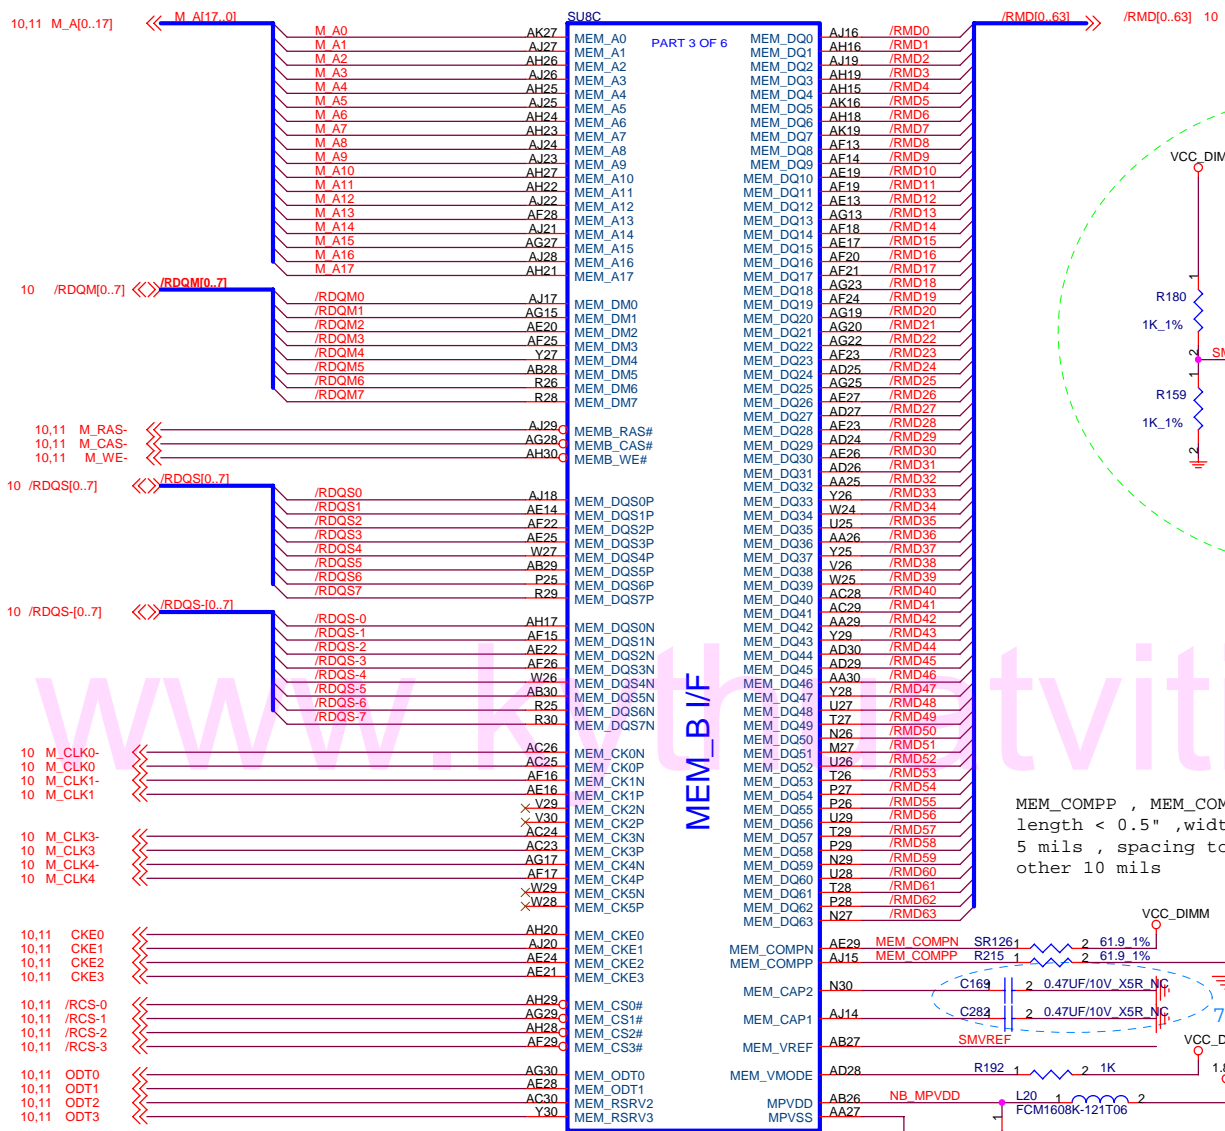 10,11 M_A[0..17] M_A[17..0] SU8C /RMD[0..63] /RMD[0..63] 10
PART 3 OF 6
M_A0 AK27 MEM_A0 MEM_DQ0 AJ16 /RMD0
M_A1 AJ27 MEM_A1 MEM_DQ1 AH16 /RMD1
M_A2 AH26 MEM_A2 MEM_DQ2 AJ19 /RMD2
M_A3 AJ26 MEM_A3 MEM_DQ3 AH19 /RMD3
M_A4 AH25 MEM_A4 MEM_DQ4 AH15 /RMD4
M_A5 AJ25 MEM_A5 MEM_DQ5 AK16 /RMD5
M_A6 AH24 MEM_A6 MEM_DQ6 AH18 /RMD6
M_A7 AH23 MEM_A7 MEM_DQ7 AK19 /RMD7
M_A8 AJ24 MEM_A8 MEM_DQ8 AF13 /RMD8
M_A9 AJ23 MEM_A9 MEM_DQ9 AF14 /RMD9
M_A10 AH27 MEM_A10 MEM_DQ10 AE19 /RMD10
M_A11 AH22 MEM_A11 MEM_DQ11 AF19 /RMD11
M_A12 AJ22 MEM_A12 MEM_DQ12 AE13 /RMD12
M_A13 AF28 MEM_A13 MEM_DQ13 AG13 /RMD13
M_A14 AJ21 MEM_A14 MEM_DQ14 AF18 /RMD14
M_A15 AG27 MEM_A15 MEM_DQ15 AE17 /RMD15
M_A16 AJ28 MEM_A16 MEM_DQ16 AF20 /RMD16
M_A17 AH21 MEM_A17 MEM_DQ17 AF21 /RMD17
10 /RDQM[0..7] /RDQM[0..7] MEM_DQ18 AG23 /RMD18
/RDQM0 AJ17 MEM_DM0 MEM_DQ19 AF24 /RMD19
/RDQM1 AG15 MEM_DM1 MEM_DQ20 AG19 /RMD20
/RDQM2 AE20 MEM_DM2 MEM_DQ21 AG20 /RMD21
/RDQM3 AF25 MEM_DM3 MEM_DQ22 AG22 /RMD22
/RDQM4 Y27 MEM_DM4 MEM_DQ23 AF23 /RMD23
/RDQM5 AB28 MEM_DM5 MEM_DQ24 AD25 /RMD24
/RDQM6 R26 MEM_DM6 MEM_DQ25 AG25 /RMD25
/RDQM7 R28 MEM_DM7 MEM_DQ26 AE27 /RMD26
MEM_DQ27 AD27 /RMD27
10,11 M_RAS- AJ29 MEMB_RAS# MEM_DQ28 AE23 /RMD28
10,11 M_CAS- AG28 MEMB_CAS# MEM_DQ29 AD24 /RMD29
10,11 M_WE- AH30 MEMB_WE# MEM_DQ30 AE26 /RMD30
MEM_DQ31 AD26 /RMD31
10 /RDQS[0..7] /RDQS[0..7] MEM_DQ32 AA25 /RMD32
/RDQS0 AJ18 MEM_DQS0P MEM_DQ33 Y26 /RMD33
/RDQS1 AE14 MEM_DQS1P MEM_DQ34 W24 /RMD34
/RDQS2 AF22 MEM_DQS2P MEM_DQ35 U25 /RMD35
/RDQS3 AE25 MEM_DQS3P MEM_DQ36 AA26 /RMD36
/RDQS4 W27 MEM_DQS4P MEM_DQ37 Y25 /RMD37
/RDQS5 AB29 MEM_DQS5P MEM_DQ38 V26 /RMD38
/RDQS6 P25 MEM_DQS6P MEM_DQ39 W25 /RMD39
/RDQS7 R29 MEM_DQS7P MEM_DQ40 AC28 /RMD40
10 /RDQS-[0..7] /RDQS-[0..7] MEM_DQ41 AC29 /RMD41
/RDQS-0 AH17 MEM_DQS0N MEM_DQ42 AA29 /RMD42
/RDQS-1 AF15 MEM_DQS1N MEM_DQ43 Y29 /RMD43
/RDQS-2 AE22 MEM_DQS2N MEM_DQ44 AD30 /RMD44
/RDQS-3 AF26 MEM_DQS3N MEM_DQ45 AD29 /RMD45
/RDQS-4 W26 MEM_DQS4N MEM_DQ46 AA30 /RMD46
/RDQS-5 AB30 MEM_DQS5N MEM_DQ47 Y28 /RMD47
/RDQS-6 R25 MEM_DQS6N MEM_DQ48 U27 /RMD48
/RDQS-7 R30 MEM_DQS7N MEM_DQ49 T27 /RMD49
MEM_DQ50 N26 /RMD50
10 M_CLK0- AC26 MEM_CK0N MEM_DQ51 M27 /RMD51
10 M_CLK0 AC25 MEM_CK0P MEM_DQ52 U26 /RMD52
10 M_CLK1- AF16 MEM_CK1N MEM_DQ53 T26 /RMD53
10 M_CLK1 AE16 MEM_CK1P MEM_DQ54 P27 /RMD54
V29 MEM_CK2N MEM_DQ55 P26 /RMD55
V30 MEM_CK2P MEM_DQ56 U29 /RMD56
10 M_CLK3- AC24 MEM_CK3N MEM_DQ57 T29 /RMD57
10 M_CLK3 AC23 MEM_CK3P MEM_DQ58 P29 /RMD58
10 M_CLK4- AG17 MEM_CK4N MEM_DQ59 N29 /RMD59
10 M_CLK4 AF17 MEM_CK4P MEM_DQ60 U28 /RMD60
W29 MEM_CK5N MEM_DQ61 T28 /RMD61
W28 MEM_CK5P MEM_DQ62 P28 /RMD62
MEM_DQ63 N27 /RMD63
10,11 CKE0 AH20 MEM_CKE0
10,11 CKE1 AJ20 MEM_CKE1 MEM_COMPN AE29 MEM_COMPN SR126 1 2 61.9_1%
10,11 CKE2 AE24 MEM_CKE2 MEM_COMPP AJ15 MEM_COMPP R215 1 2 61.9_1%
10,11 CKE3 AE21 MEM_CKE3
MEM_CAP2 N30 C169 1 2 0.47UF/10V_X5R_NC
10,11 /RCS-0 AH29 MEM_CS0#
10,11 /RCS-1 AG29 MEM_CS1# MEM_CAP1 AJ14 C282 1 2 0.47UF/10V_X5R_NC 7
10,11 /RCS-2 AH28 MEM_CS2#
10,11 /RCS-3 AF29 MEM_CS3# MEM_VREF AB27 SMVREF
10,11 ODT0 AG30 MEM_ODT0 MEM_VMODE AD28 R192 1 2 1K
10,11 ODT1 AE28 MEM_ODT1
10,11 ODT2 AC30 MEM_RSRV2 MPVDD AB26 NB_MPVDD L20 1 2
10,11 ODT3 Y30 MEM_RSRV3 MPVSS AA27 FCM1608K-121T06
1
MEM_B I/F
VCC_DIM
1
R180
1K_1%
2
SM
1
R159
1K_1%
2
MEM_COMPP , MEM_COM
length < 0.5" ,widt
5 mils , spacing to
other 10 mils
VCC_DIMM
VCC_D
1.8
www.kythuatviti